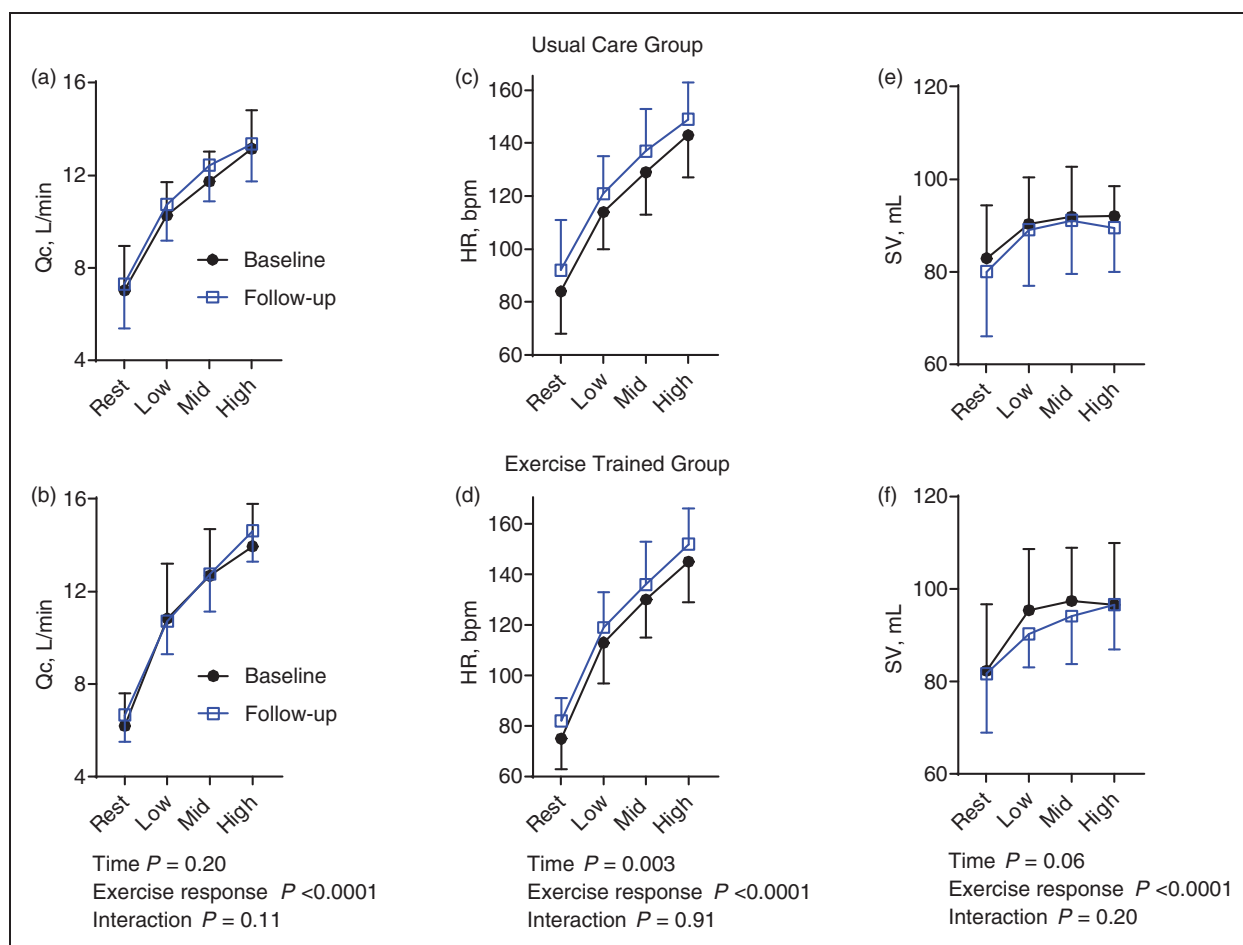 Usual Care Group
(a)
16
12
8
4
Qc, L/min
Baseline
Follow-up
Rest
Low
Mid
High
(c)
160
140
120
100
80
60
HR, bpm
Rest
Low
Mid
High
(e)
120
100
80
60
SV, mL
Rest
Low
Mid
High
Exercise Trained Group
(b)
16
12
8
4
Qc, L/min
Baseline
Follow-up
Rest
Low
Mid
High
Time P = 0.20
Exercise response P <0.0001
Interaction P = 0.11
(d)
160
140
120
100
80
60
HR, bpm
Rest
Low
Mid
High
Time P = 0.003
Exercise response P <0.0001
Interaction P = 0.91
(f)
120
100
80
60
SV, mL
Rest
Low
Mid
High
Time P = 0.06
Exercise response P <0.0001
Interaction P = 0.20